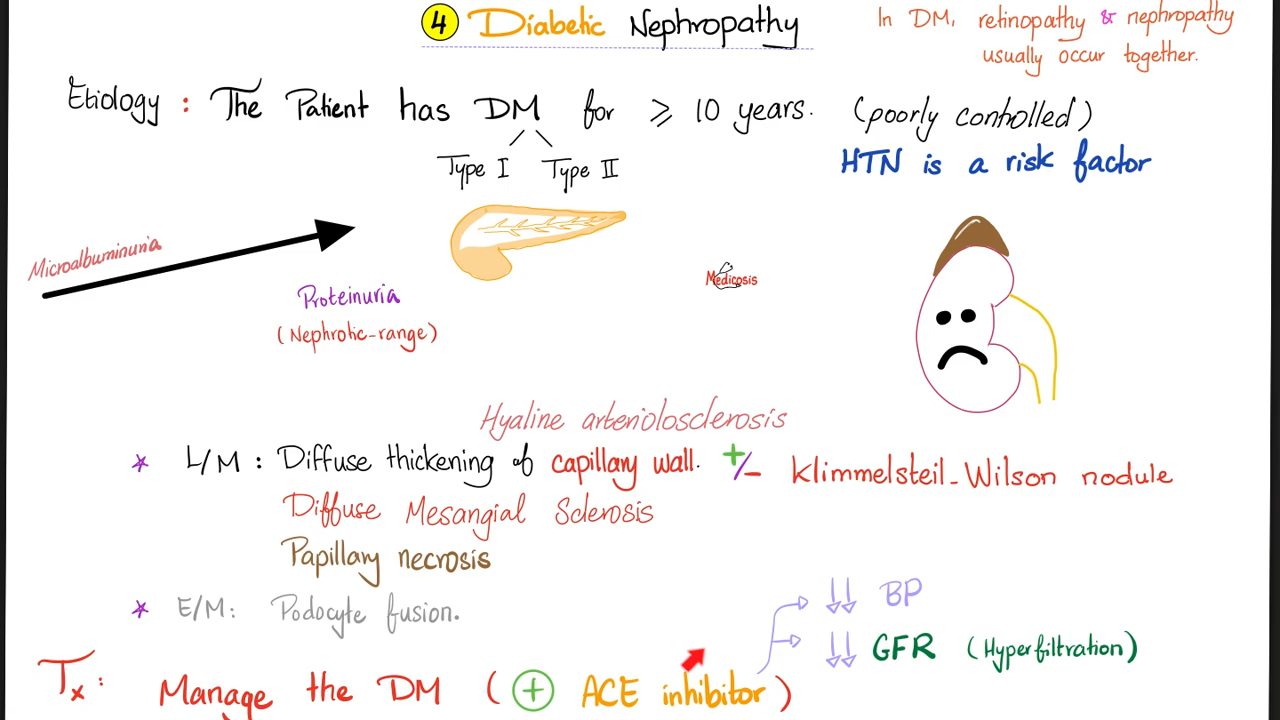 4 Diabetic Nephropathy
In DM, retinopathy & nephropathy
usually occur together.
Etiology : The Patient has DM for ≥ 10 years. (poorly controlled)
Type I Type II
HTN is a risk factor
Microalbuminuria
Proteinuria
(Nephrotic-range)
Medicosis
Hyaline arteriolosclerosis
* L/M : Diffuse thickening of capillary wall. +/- Klimmelsteil-Wilson nodule
Diffuse Mesangial Sclerosis
Papillary necrosis
* E/M: Podocyte fusion.
↓↓ BP
↓↓ GFR (Hyperfiltration)
Tx: Manage the DM (+ ACE inhibitor)